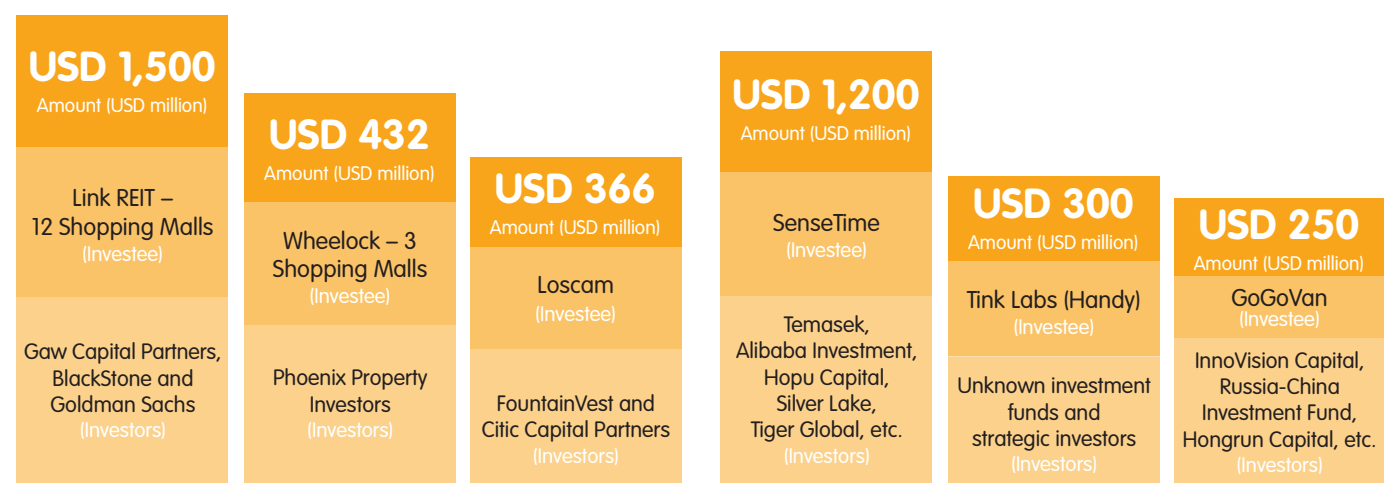 USD 1,500
Amount (USD million)
Link REIT –
12 Shopping Malls
(Investee)
Gaw Capital Partners,
BlackStone and
Goldman Sachs
(Investors)
USD 432
Amount (USD million)
Wheelock – 3
Shopping Malls
(Investee)
Phoenix Property
Investors
(Investors)
USD 366
Amount (USD million)
Loscam
(Investee)
FountainVest and
Citic Capital Partners
(Investors)
USD 1,200
Amount (USD million)
SenseTime
(Investee)
Temasek,
Alibaba Investment,
Hopu Capital,
Silver Lake,
Tiger Global, etc.
(Investors)
USD 300
Amount (USD million)
Tink Labs (Handy)
(Investee)
Unknown investment
funds and
strategic investors
(Investors)
USD 250
Amount (USD million)
GoGoVan
(Investee)
InnoVision Capital,
Russia-China
Investment Fund,
Hongrun Capital, etc.
(Investors)